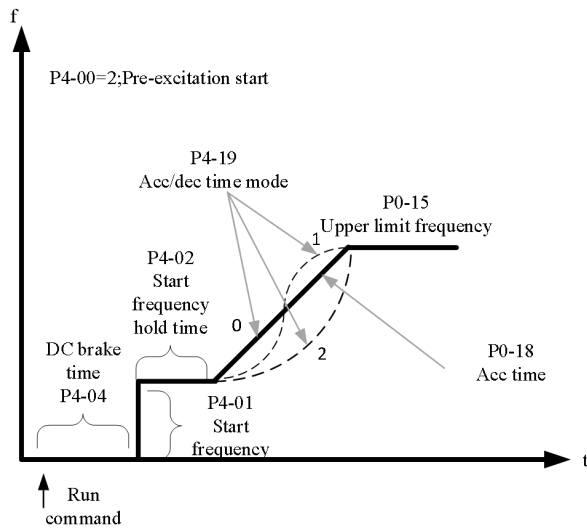 f
P4-00=2;Pre-excitation start
P4-19
Acc/dec time mode
P0-15
Upper limit frequency
1
P4-02
Start
frequency
hold time
0
2
DC brake
time
P4-04
P0-18
Acc time
P4-01
Start
frequency
t
Run
command